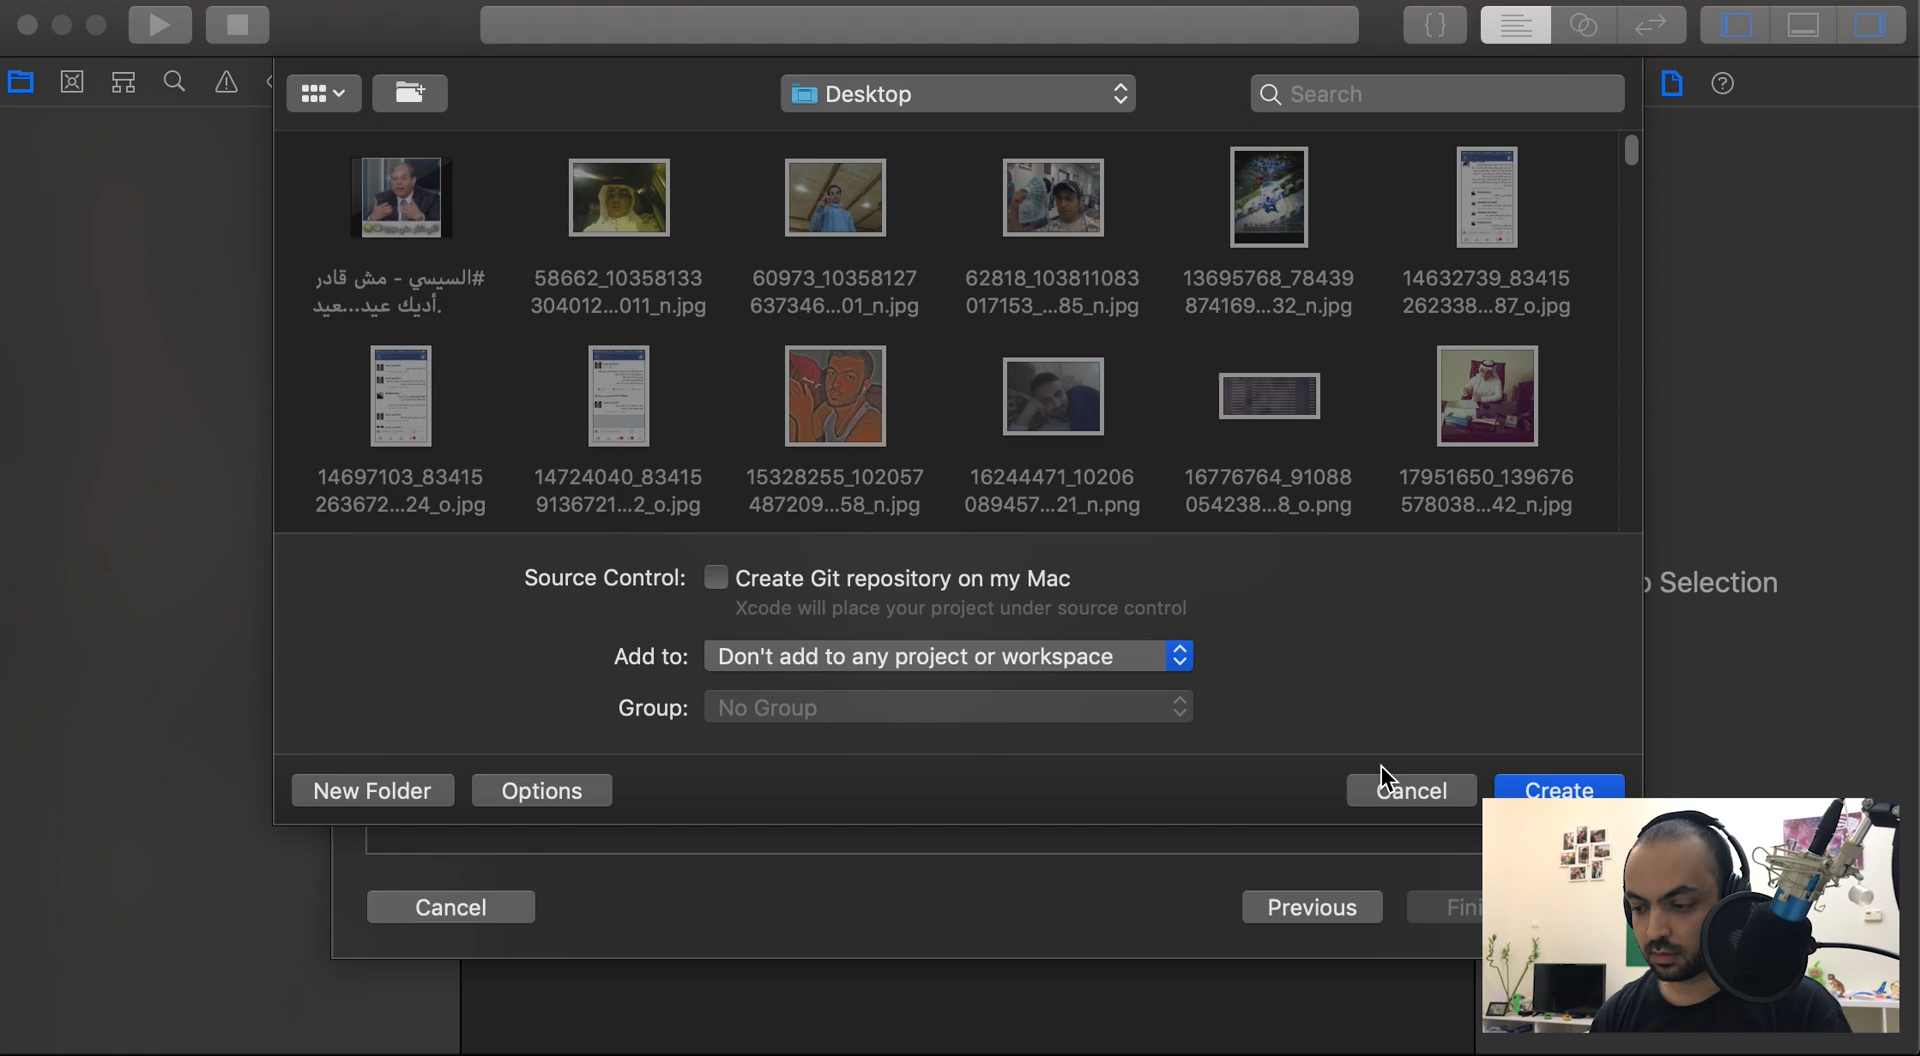 {}
Desktop
Search
#السيسي - مش قادر
أديك عيد...عيد.
58662_10358133
304012...011_n.jpg
60973_10358127
637346...01_n.jpg
62818_103811083
017153_...85_n.jpg
13695768_78439
874169...32_n.jpg
14632739_83415
262338...87_o.jpg
14697103_83415
263672...24_o.jpg
14724040_83415
9136721...2_o.jpg
15328255_102057
487209...58_n.jpg
16244471_10206
089457...21_n.png
16776764_91088
054238...8_o.png
17951650_139676
578038...42_n.jpg
Source Control: Create Git repository on my Mac
Xcode will place your project under source control
Selection
Add to: Don't add to any project or workspace
Group: No Group
New Folder Options Cancel Create
Cancel Previous Fini